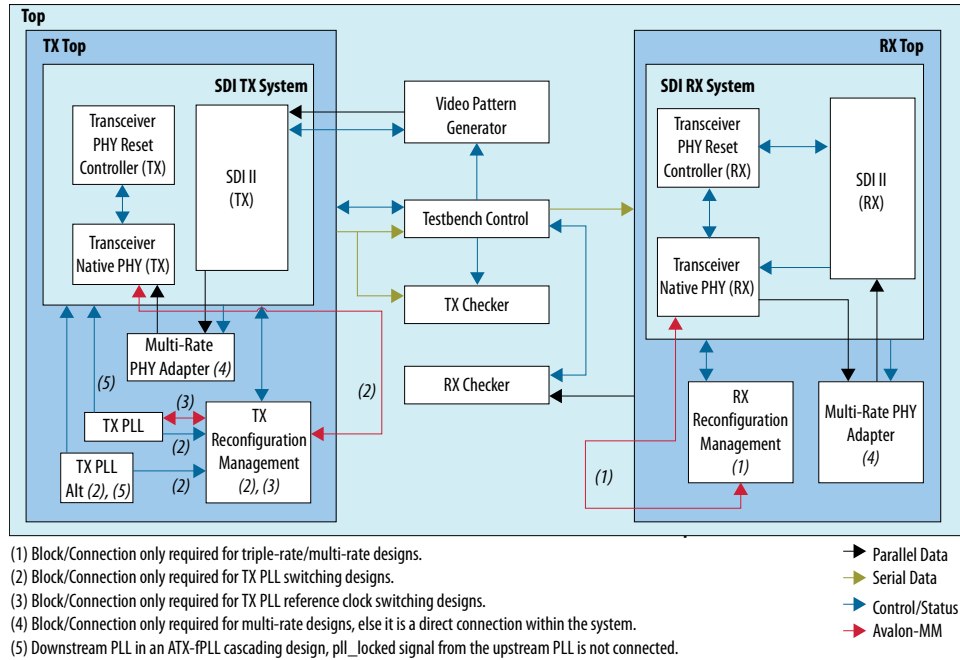 Top
TX Top
SDI TX System
Transceiver
PHY Reset
Controller (TX)
SDI II
(TX)
Transceiver
Native PHY (TX)
Multi-Rate
PHY Adapter (4)
(5)
(3)
TX PLL
(2)
TX PLL
Alt (2), (5)
(2)
TX
Reconfiguration
Management
(2), (3)
(2)
Video Pattern
Generator
Testbench Control
TX Checker
RX Checker
RX Top
SDI RX System
Transceiver
PHY Reset
Controller (RX)
SDI II
(RX)
Transceiver
Native PHY (RX)
RX
Reconfiguration
Management
(1)
Multi-Rate PHY
Adapter
(4)
(1)
(1) Block/Connection only required for triple-rate/multi-rate designs.
(2) Block/Connection only required for TX PLL switching designs.
(3) Block/Connection only required for TX PLL reference clock switching designs.
(4) Block/Connection only required for multi-rate designs, else it is a direct connection within the system.
(5) Downstream PLL in an ATX-fPLL cascading design, pll_locked signal from the upstream PLL is not connected.
Parallel Data
Serial Data
Control/Status
Avalon-MM